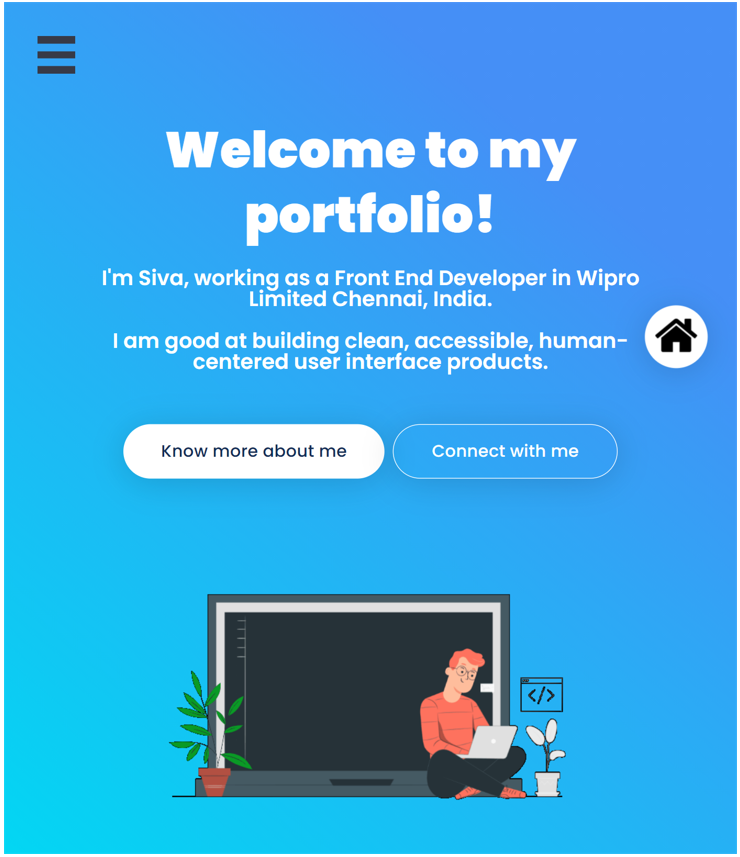 Welcome to my
portfolio!
I'm Siva, working as a Front End Developer in Wipro
Limited Chennai, India.
I am good at building clean, accessible, human-
centered user interface products.
Know more about me
Connect with me
</>